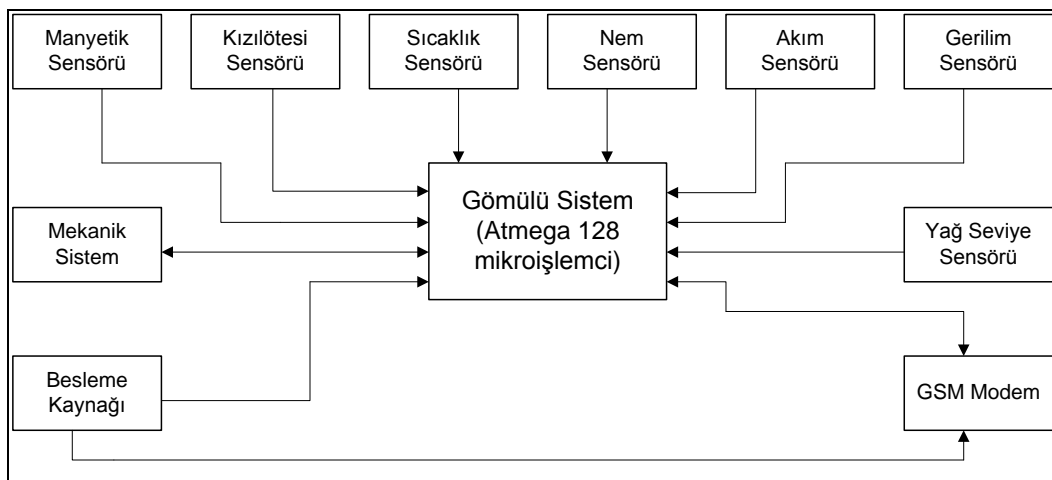 Manyetik
Sensörü
Kızılötesi
Sensörü
Sıcaklık
Sensörü
Nem
Sensörü
Akım
Sensörü
Gerilim
Sensörü
Gömülü Sistem
(Atmega 128
mikroişlemci)
Mekanik
Sistem
Yağ Seviye
Sensörü
Besleme
Kaynağı
GSM Modem